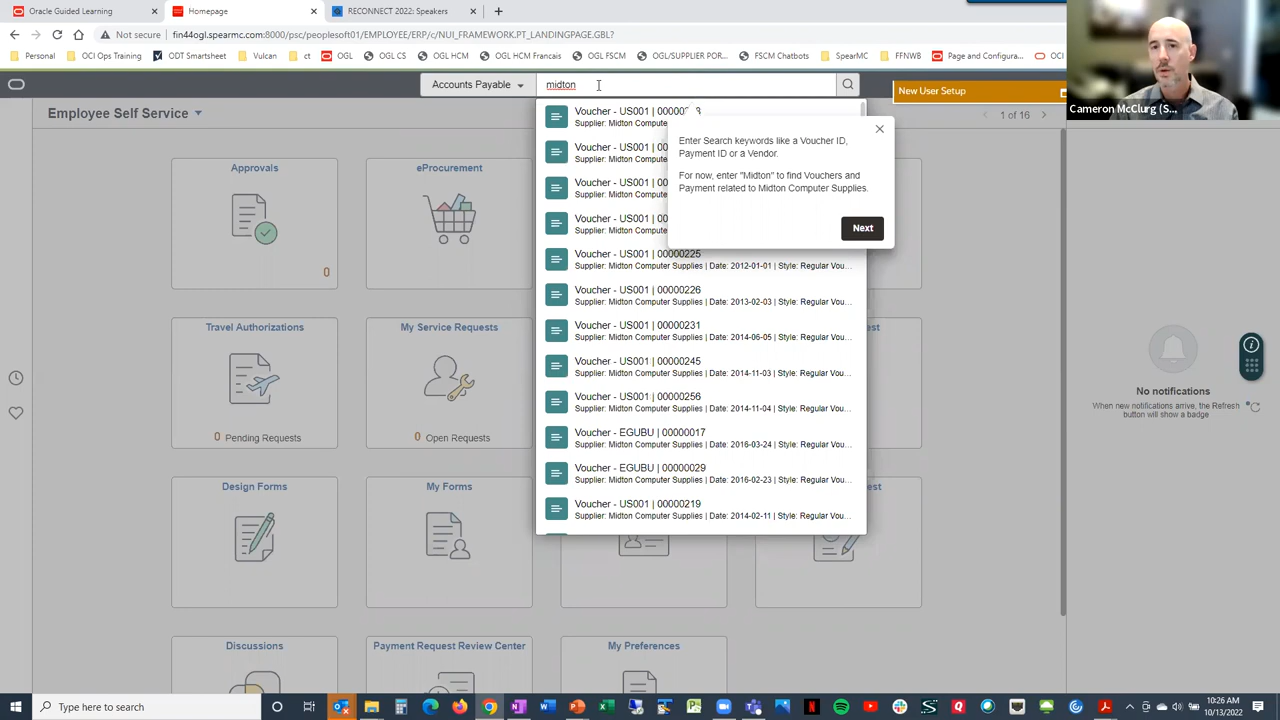 Oracle Guided Learning
Homepage
RECONNECT 2022: Speakers
Not secure | fin44ogl.spearmc.com:8000/psc/peoplesoft01/EMPLOYEE/ERP/c/NUI_FRAMEWORK.PT_LANDINGPAGE.GBL?
Personal
OCI Ops Training
ODT Smartsheet
Vulcan
ct
OGL
OGL CS
OGL HCM
OGL HCM Francais
OGL FSCM
OGL/SUPPLIER POR...
FSCM Chatbots
SpearMC
FFNWB
Page and Configura...
OCI
Accounts Payable
midton
New User Setup
Cameron McClurg (S...
Employee Self Service
1 of 16
Approvals
0
eProcurement
Travel Authorizations
0 Pending Requests
My Service Requests
0 Open Requests
Design Forms
My Forms
Discussions
Payment Request Review Center
My Preferences
Voucher - US001 |
Supplier: Midton Compute
Voucher - US001 | 00
Supplier: Midton Compute
Voucher - US001 | 00
Supplier: Midton Compute
Voucher - US001 | 00
Supplier: Midton Compute
Voucher - US001 | 00000225
Supplier: Midton Computer Supplies | Date: 2012-01-01 | Style: Regular Vou...
Voucher - US001 | 00000226
Supplier: Midton Computer Supplies | Date: 2013-02-03 | Style: Regular Vou...
Voucher - US001 | 00000231
Supplier: Midton Computer Supplies | Date: 2014-06-05 | Style: Regular Vou...
Voucher - US001 | 00000245
Supplier: Midton Computer Supplies | Date: 2014-11-03 | Style: Regular Vou...
Voucher - US001 | 00000256
Supplier: Midton Computer Supplies | Date: 2014-11-04 | Style: Regular Vou...
Voucher - EGUBU | 00000017
Supplier: Midton Computer Supplies | Date: 2016-03-24 | Style: Regular Vou...
Voucher - EGUBU | 00000029
Supplier: Midton Computer Supplies | Date: 2016-02-23 | Style: Regular Vou...
Voucher - US001 | 00000219
Supplier: Midton Computer Supplies | Date: 2014-02-11 | Style: Regular Vou...
Enter Search keywords like a Voucher ID,
Payment ID or a Vendor.
For now, enter "Midton" to find Vouchers and
Payment related to Midton Computer Supplies.
Next
est
est
No notifications
When new notifications arrive, the Refresh
button will show a badge
Type here to search
10:26 AM
10/13/2022